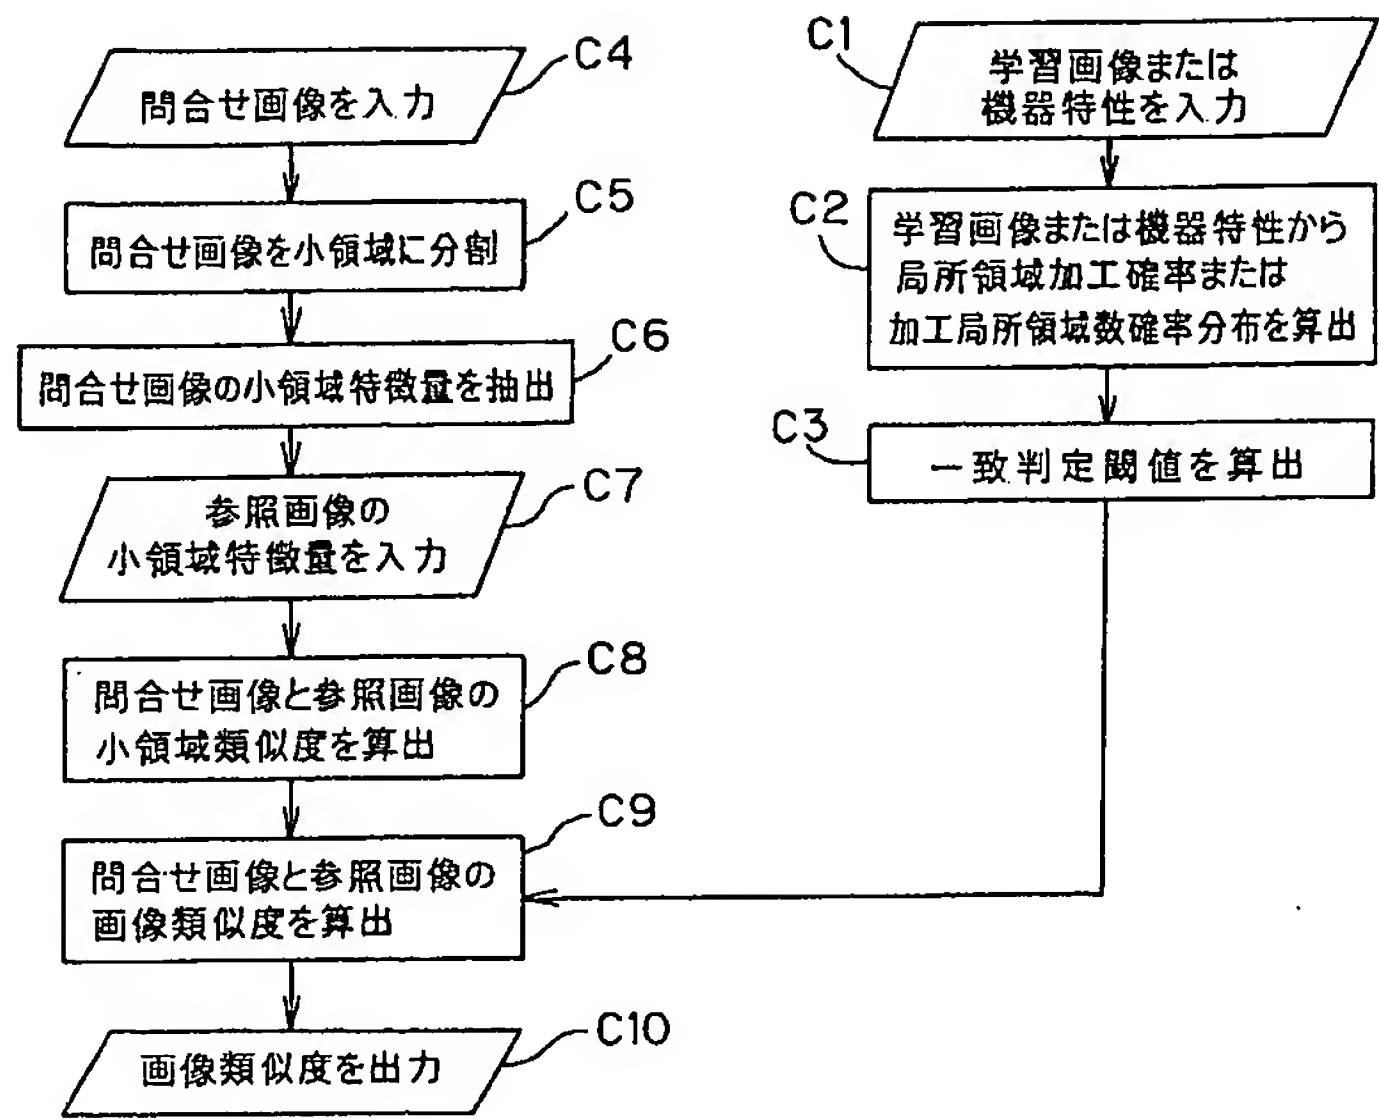 C4
問合せ画像を入力
C5
問合せ画像を小領域に分割
C6
問合せ画像の小領域特徴量を抽出
C7
参照画像の
小領域特徴量を入力
C8
問合せ画像と参照画像の
小領域類似度を算出
C9
問合せ画像と参照画像の
画像類似度を算出
C10
画像類似度を出力
C1
学習画像または
機器特性を入力
C2
学習画像または機器特性から
局所領域加工確率または
加工局所領域数確率分布を算出
C3
一致判定閾値を算出